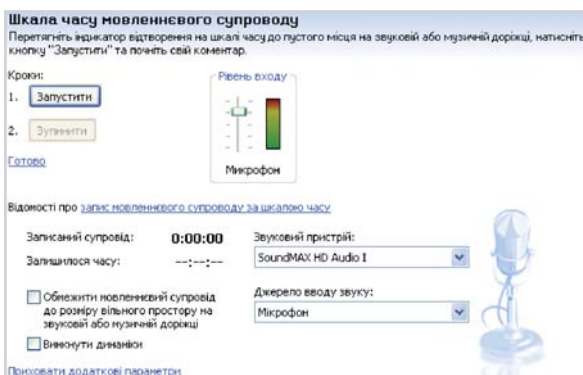 Шкала часу мовленнєвого супроводу
Перетягніть індикатор відтворення на шкалі часу до пустого місця на звуковій або музичній доріжці, натисніть
кнопку "Запустити" та почніть свій коментар.
Кроки:
1. Запустити
2. Зупинити
Готово
Рівень входу
Микрофон
Відомості про запис мовленнєвого супроводу за шкалою часу
Записаний супровід: 0:00:00
Залишилося часу: --:--:--
Звуковий пристрій:
SoundMAX HD Audio I
Джерело вводу звуку:
Мікрофон
Обмежити мовленнєвий супровід
до розміру вільного простору на
звуковій або музичній доріжці
Вимкнути динаміки
Приховати додаткові параметри